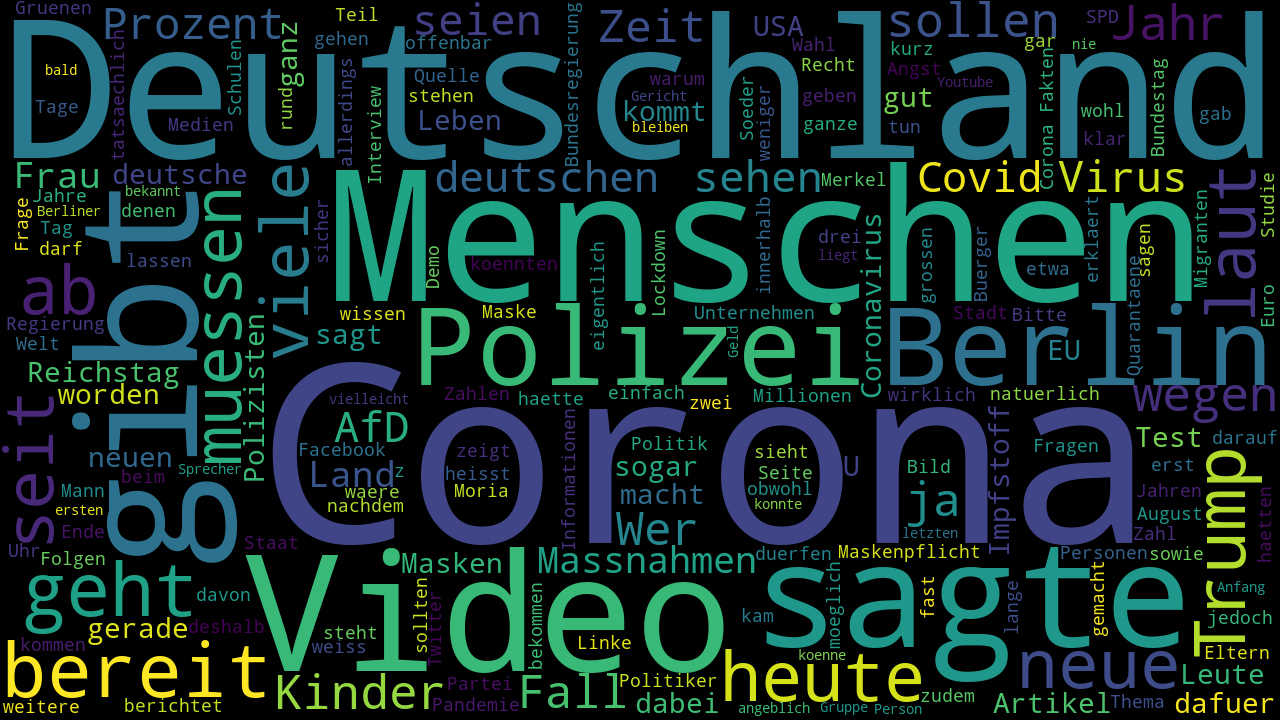 Deutschland
Menschen
Corona
Video
sagte
gibt
Polizei
Berlin
bereit
heute
neue
Trump
geht
Kinder
Gruenen
Prozent
Teil
seien
Zeit
USA
sollen
SPD
Jahr
gehen
offenbar
Bundesregierung
Wahl
kurz
gar
nie
bald
tatsaechlich
Schulen
rund
ganz
Quelle
warum
Recht
Angst
Youtube
Fakten
Corona
Bundestag
Tage
Medien
allerdings
Interview
stehen
Leben
Gericht
kommt
bleiben
Soeder
weniger
geben
ganze
gut
tun
wohl
klar
gab
Frau
deutsche
deutschen
sehen
Merkel
Covid
Virus
laut
Studie
Jahre
bekannt
Frage
Berliner
denen
Viele
sicher
Tag
darf
muessen
lassen
Demo
koennten
eigentlich
Lockdown
innerhalb
drei
liegt
Coronavirus
grossen
Buerger
etwa
erklaert
Quarantaene
sagen
Migranten
Euro
ab
Regierung
Welt
wissen
sagt
Maske
Unternehmen
Geld
Stadt
Bitte
EU
Reichstag
worden
Polizisten
seit
vielleicht
Zahlen
haette
einfach
zwei
Millionen
wirklich
natuerlich
wegen
neuen
beim
Sprecher
AfD
Facebook
Land
z
waere
nachdem
zeigt
heisst
Moria
Informationen
Politik
sogar
macht
Wer
sieht
Seite
obwohl
konnte
U
Bild
ja
letzten
Impfstoff
Fragen
Test
darauf
erst
Jahren
August
Zahl
haetten
Mann
ersten
Ende
Uhr
Folgen
Staat
Masken
Massnahmen
duerfen
Maskenpflicht
Personen
sowie
davon
gerade
deshalb
kommen
steht
weiss
sollten
Twitter
bekommen
Linke
kam
moeglich
koenne
fast
lange
gemacht
Anfang
jedoch
Eltern
Leute
weitere
berichtet
Partei
Pandemie
Fall
Politiker
dabei
angeblich
Gruppe
Person
zudem
Artikel
Thema
dafuer